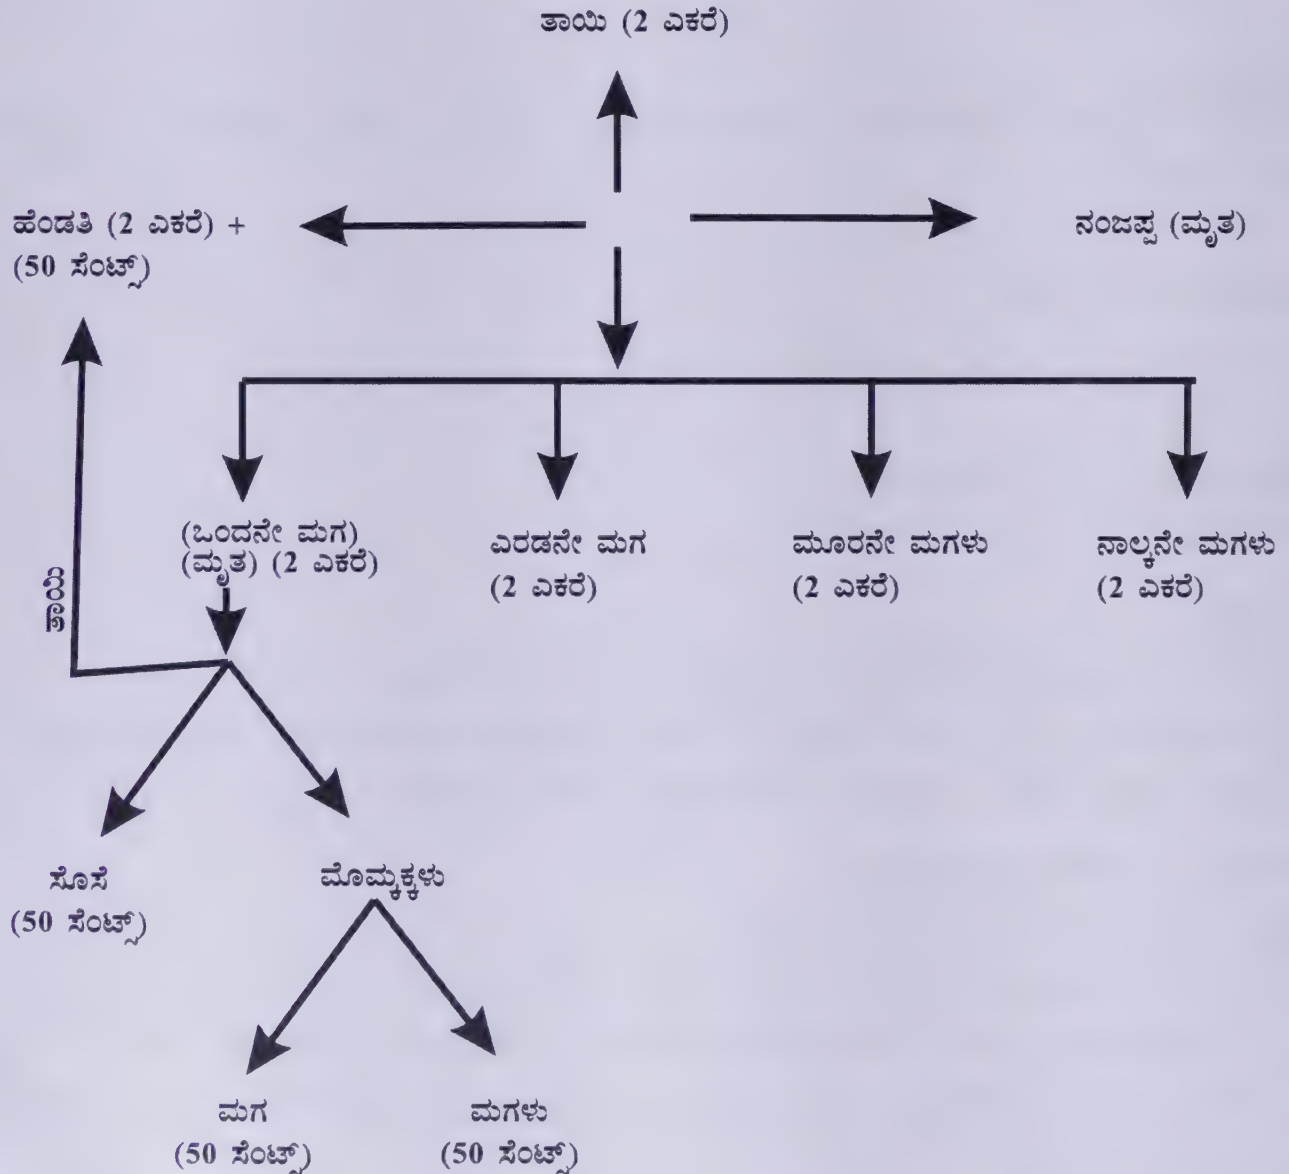 ತಾಯಿ (2 ಎಕರೆ)
ಹೆಂಡತಿ (2 ಎಕರೆ) +
(50 ಸೆಂಟ್ಸ್)
ನಂಜಪ್ಪ (ಮೃತ)
(ಒಂದನೇ ಮಗ)
(ಮೃತ) (2 ಎಕರೆ)
ಎರಡನೇ ಮಗ
(2 ಎಕರೆ)
ಮೂರನೇ ಮಗಳು
(2 ಎಕರೆ)
ನಾಲ್ಕನೇ ಮಗಳು
(2 ಎಕರೆ)
ತಾಯಿ
ಸೊಸೆ
(50 ಸೆಂಟ್ಸ್)
ಮೊಮ್ಮಕ್ಕಳು
ಮಗ
(50 ಸೆಂಟ್ಸ್)
ಮಗಳು
(50 ಸೆಂಟ್ಸ್)